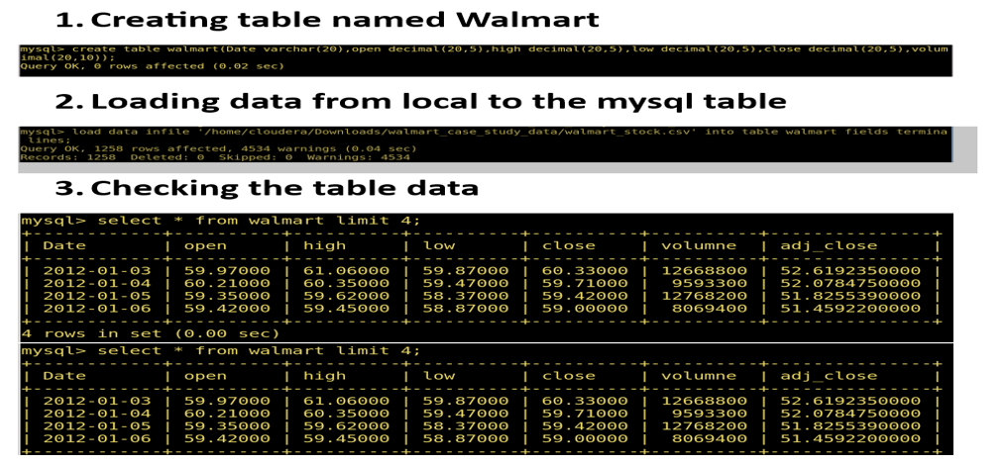 1. Creating table named Walmart
mysql> create table walmart(Date varchar(20),open decimal(20,5),high decimal(20,5),low decimal(20,5),close decimal(20,5),volum
imal(20,10));
Query OK, 0 rows affected (0.02 sec)
2. Loading data from local to the mysql table
mysql> load data infile '/home/cloudera/Downloads/walmart_case_study_data/walmart_stock.csv' into table walmart fields termina
lines;
Query OK, 1258 rows affected, 4534 warnings (0.04 sec)
Records: 1258 Deleted: 0 Skipped: 0 Warnings: 4534
3. Checking the table data
mysql> select * from walmart limit 4;
+------------+----------+----------+----------+----------+----------+---------------+
| Date | open | high | low | close | volumne | adj_close |
+------------+----------+----------+----------+----------+----------+---------------+
| 2012-01-03 | 59.97000 | 61.06000 | 59.87000 | 60.33000 | 12668800 | 52.6192350000 |
| 2012-01-04 | 60.21000 | 60.35000 | 59.47000 | 59.71000 | 9593300 | 52.0784750000 |
| 2012-01-05 | 59.35000 | 59.62000 | 58.37000 | 59.42000 | 12768200 | 51.8255390000 |
| 2012-01-06 | 59.42000 | 59.45000 | 58.87000 | 59.00000 | 8069400 | 51.4592200000 |
+------------+----------+----------+----------+----------+----------+---------------+
4 rows in set (0.00 sec)
mysql> select * from walmart limit 4;
+------------+----------+----------+----------+----------+----------+---------------+
| Date | open | high | low | close | volumne | adj_close |
+------------+----------+----------+----------+----------+----------+---------------+
| 2012-01-03 | 59.97000 | 61.06000 | 59.87000 | 60.33000 | 12668800 | 52.6192350000 |
| 2012-01-04 | 60.21000 | 60.35000 | 59.47000 | 59.71000 | 9593300 | 52.0784750000 |
| 2012-01-05 | 59.35000 | 59.62000 | 58.37000 | 59.42000 | 12768200 | 51.8255390000 |
| 2012-01-06 | 59.42000 | 59.45000 | 58.87000 | 59.00000 | 8069400 | 51.4592200000 |
+------------+----------+----------+----------+----------+----------+---------------+